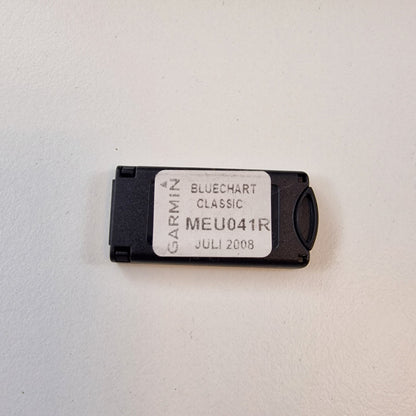 GARMIN
BLUECHART
CLASSIC
MEU041R
JULI 2008